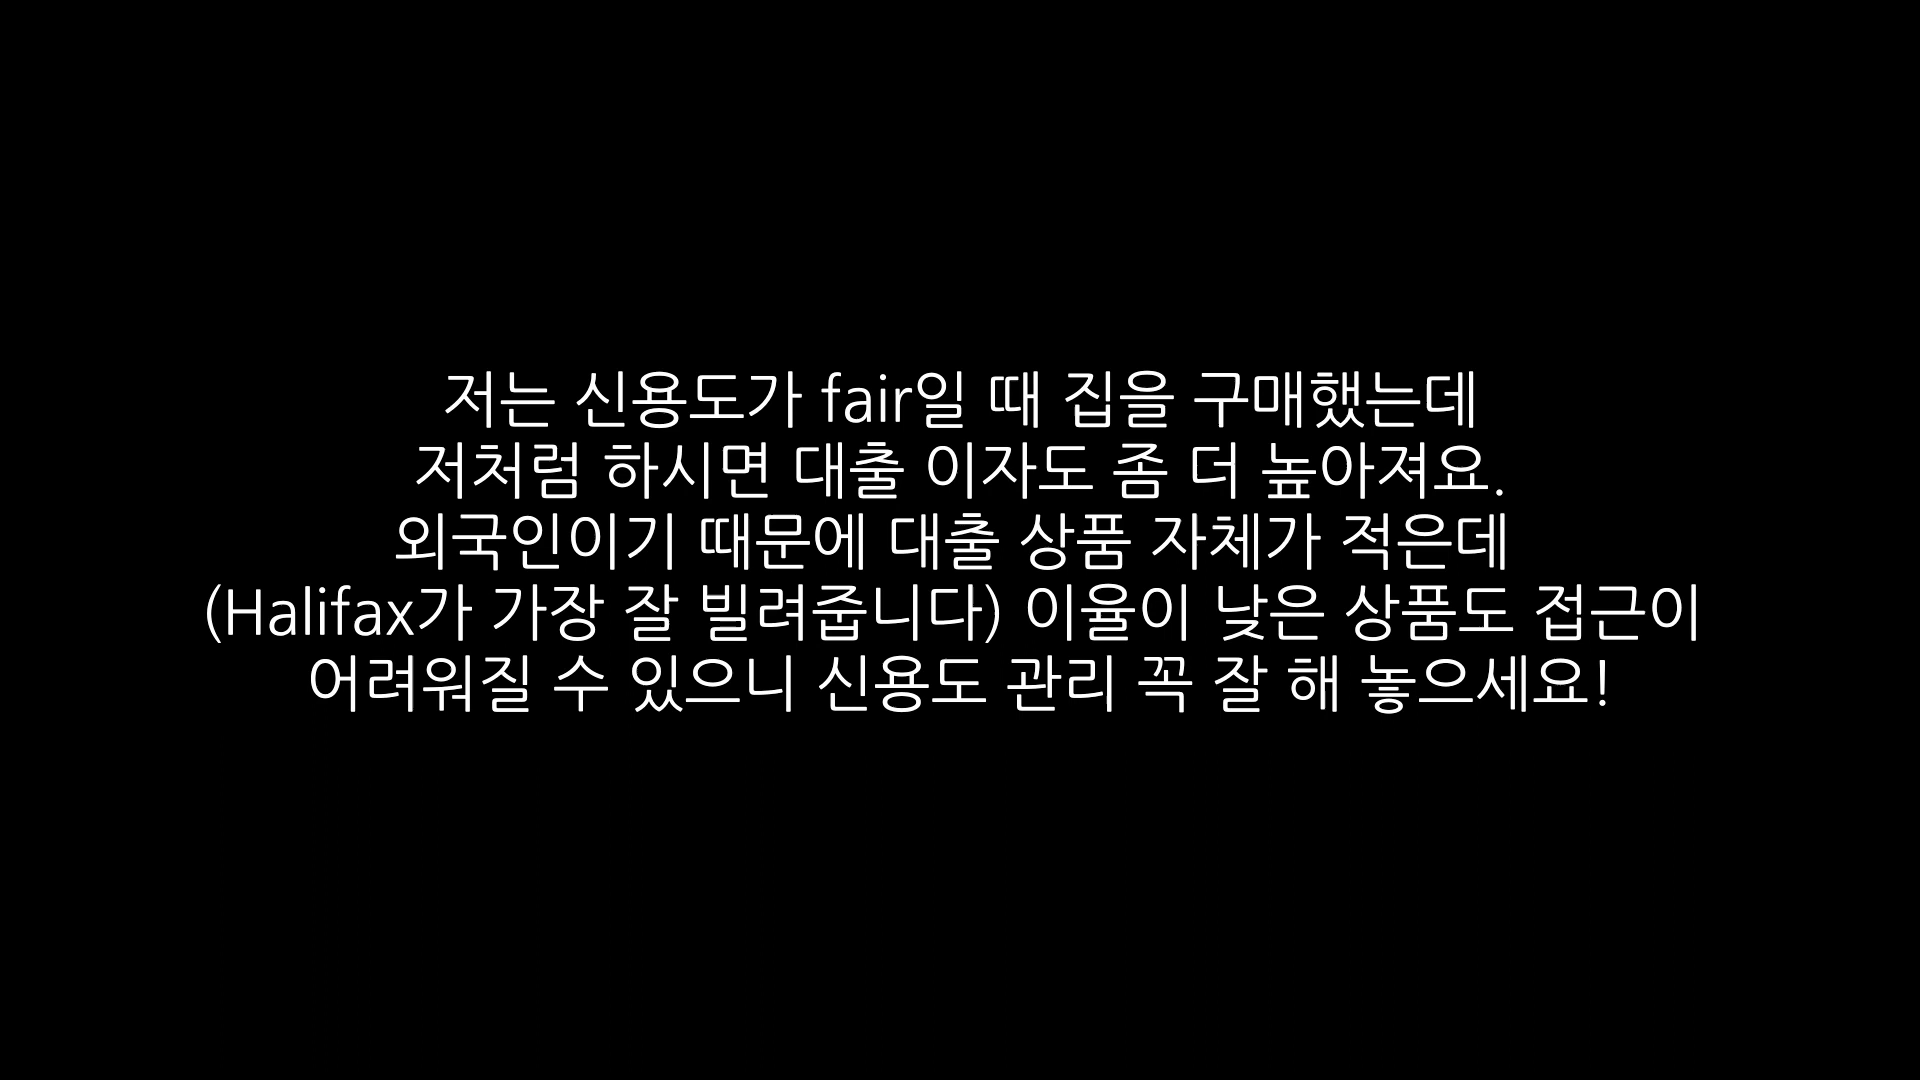 저는 신용도가 fair일 때 집을 구매했는데
저처럼 하시면 대출 이자도 좀 더 높아져요.
외국인이기 때문에 대출 상품 자체가 적은데
(Halifax가 가장 잘 빌려줍니다) 이율이 낮은 상품도 접근이
어려워질 수 있으니 신용도 관리 꼭 잘 해 놓으세요!